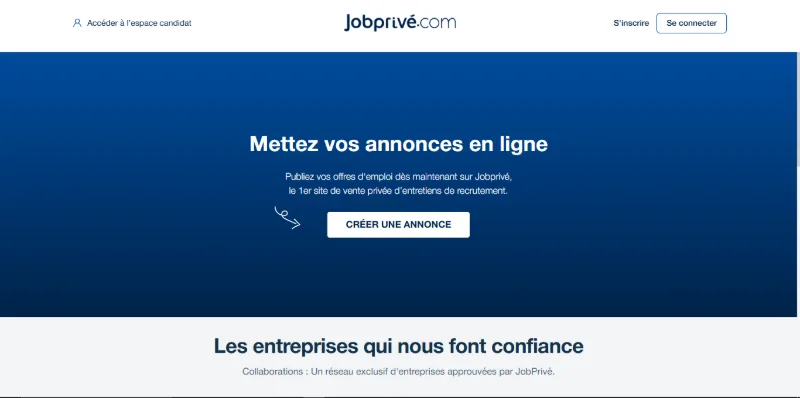 Accéder à l'espace candidat
Jobprivé.com
S'inscrire
Se connecter
Mettez vos annonces en ligne
Publiez vos offres d'emploi dès maintenant sur Jobprivé,
le 1er site de vente privée d'entretiens de recrutement.
CRÉER UNE ANNONCE
Les entreprises qui nous font confiance
Collaborations : Un réseau exclusif d'entreprises approuvées par JobPrivé.